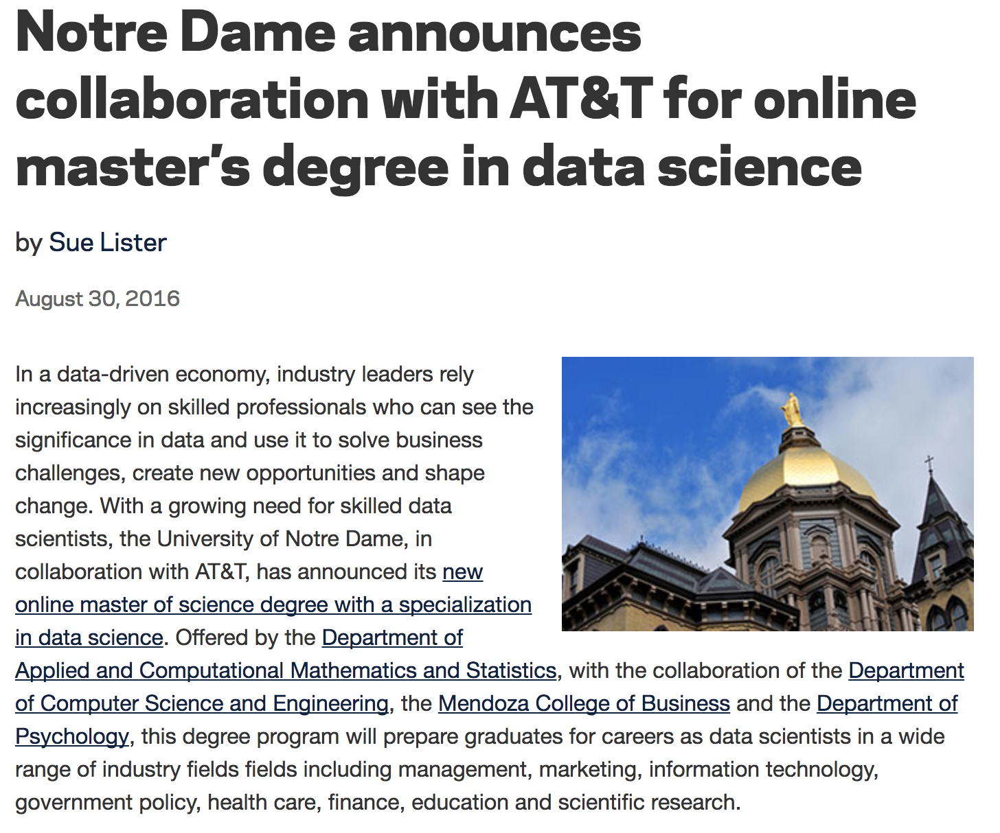 Notre Dame announces
collaboration with AT&T for online
master’s degree in data science
by Sue Lister
August 30, 2016
In a data-driven economy, industry leaders rely
increasingly on skilled professionals who can see the
significance in data and use it to solve business
challenges, create new opportunities and shape
change. With a growing need for skilled data
scientists, the University of Notre Dame, in
collaboration with AT&T, has announced its new
online master of science degree with a specialization
in data science. Offered by the Department of
Applied and Computational Mathematics and Statistics, with the collaboration of the Department
of Computer Science and Engineering, the Mendoza College of Business and the Department of
Psychology, this degree program will prepare graduates for careers as data scientists in a wide
range of industry fields fields including management, marketing, information technology,
government policy, health care, finance, education and scientific research.